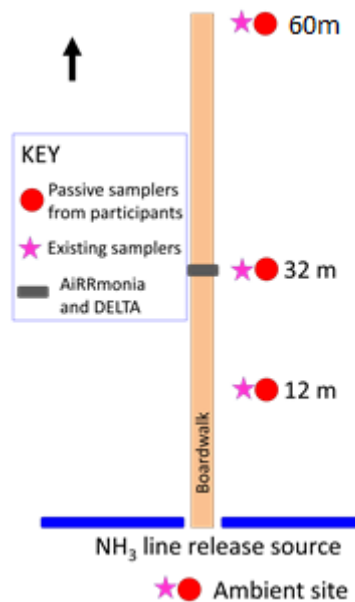 60m
KEY
Passive samplers
from participants
Existing samplers
AiRRmonia
and DELTA
32 m
12 m
Boardwalk
NH₃ line release source
Ambient site